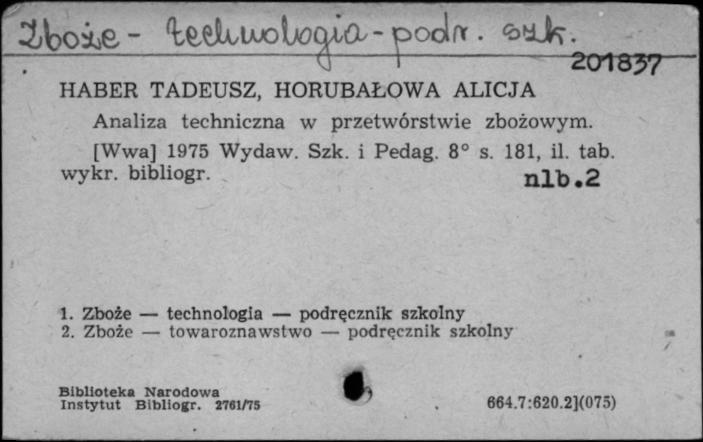 Zboże - technologia - podr. szk.
201837
HABER TADEUSZ, HORUBAŁOWA ALICJA
Analiza techniczna w przetwórstwie zbożowym.
[Wwa] 1975 Wydaw. Szk. i Pedag. 8° s. 181, il. tab.
wykr. bibliogr. nlb.2
1. Zboże — technologia — podręcznik szkolny
2. Zboże — towaroznawstwo — podręcznik szkolny
Biblioteka Narodowa
Instytut Bibliogr. 2761/75 664.7:620.2](075)